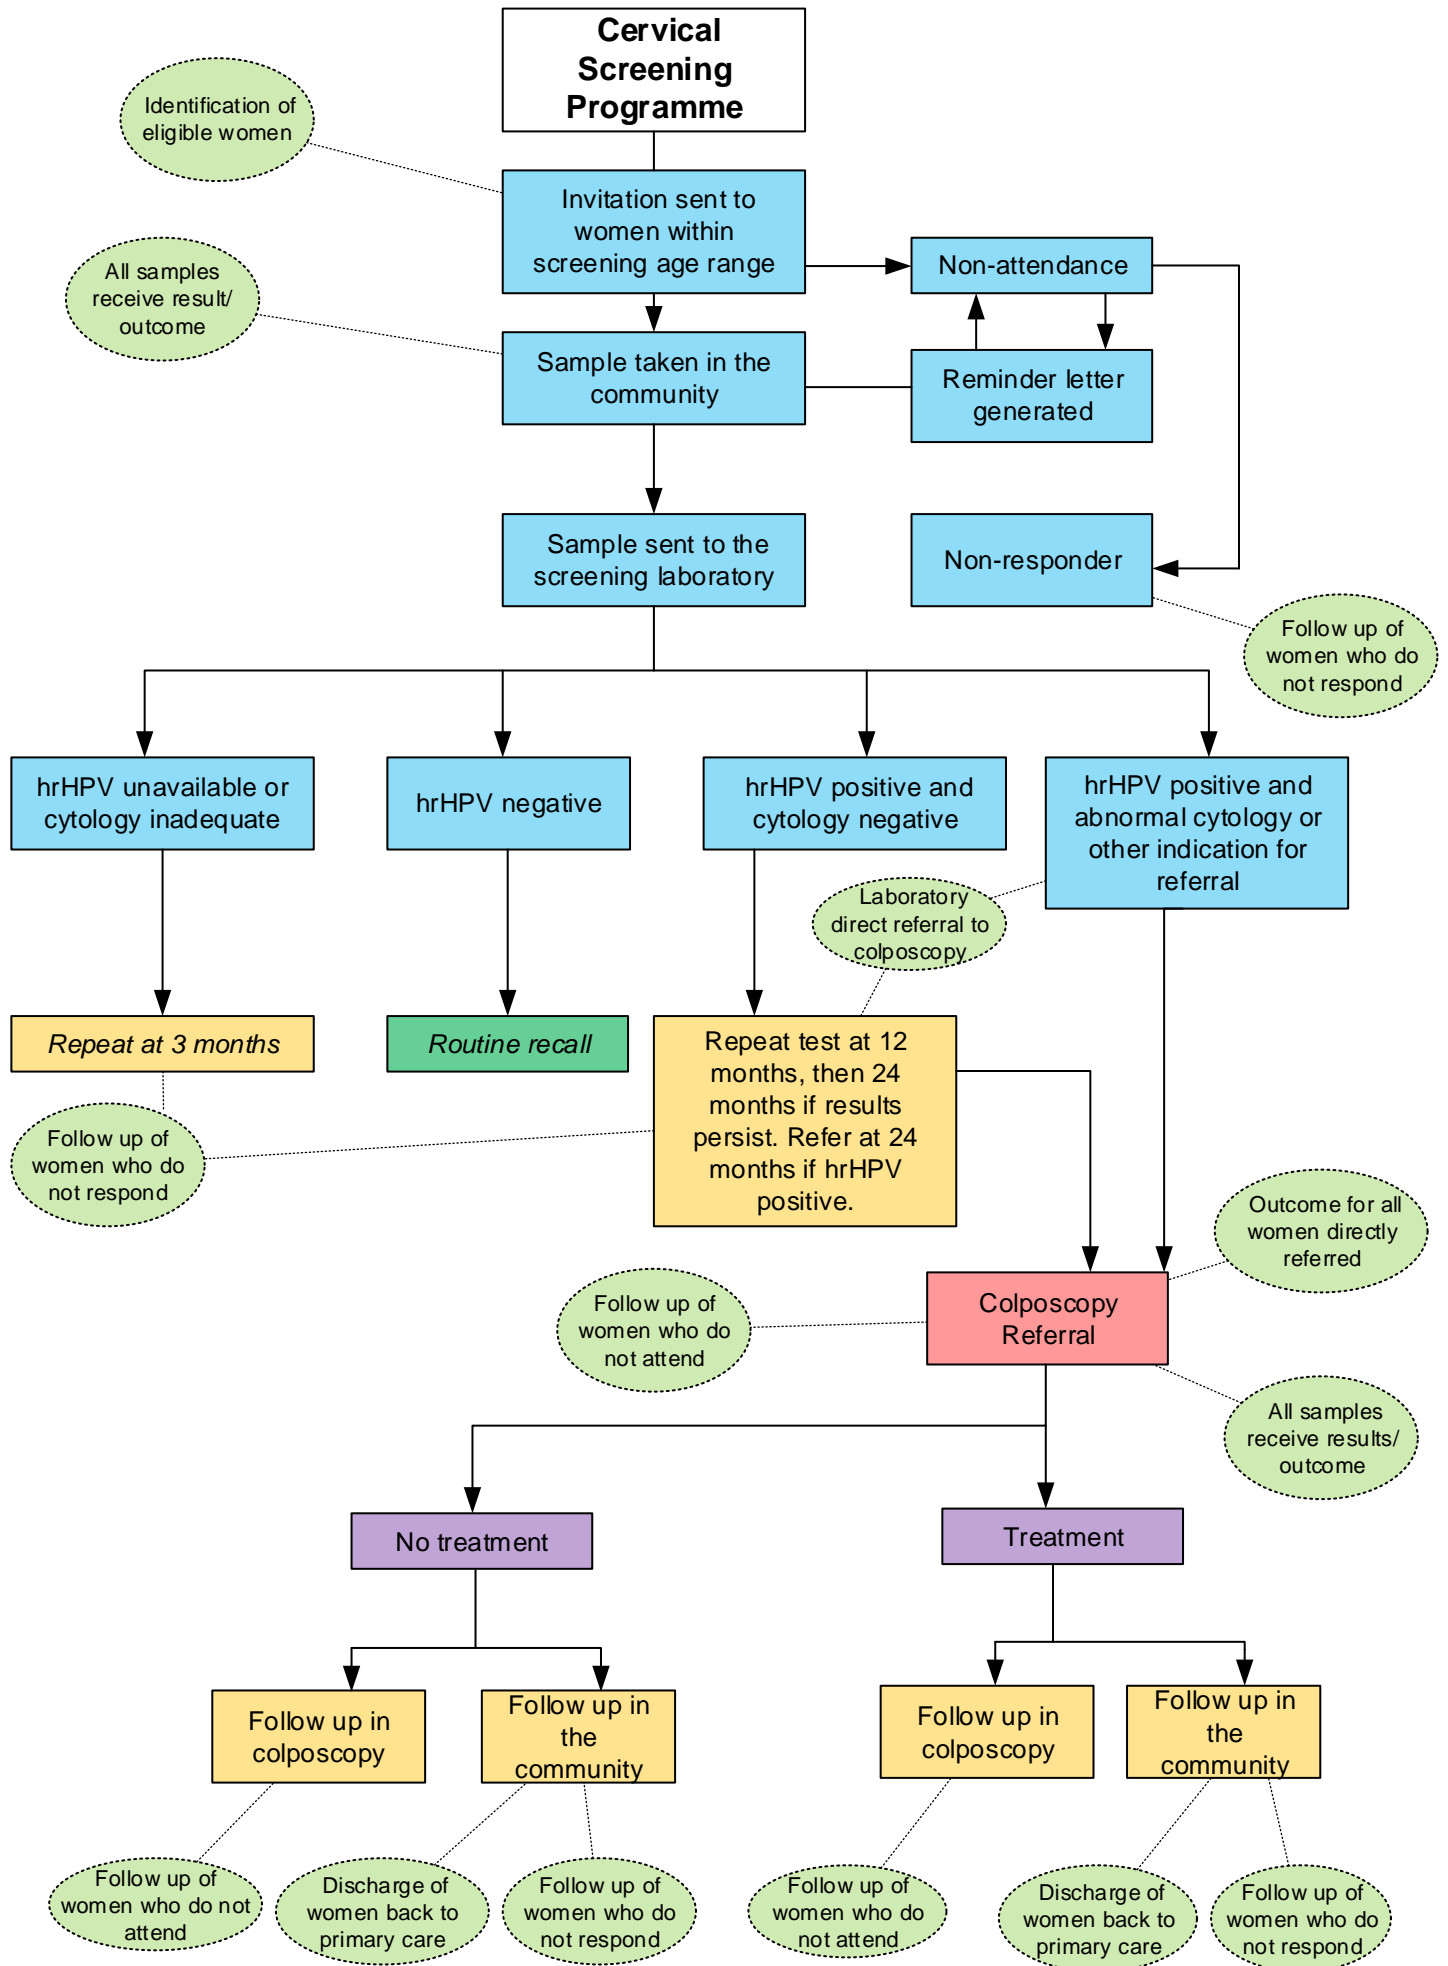 Cervical
Screening
Programme
Identification of
eligible women
Invitation sent to
women within
screening age range
Non-attendance
All samples
receive result/
outcome
Sample taken in the
community
Reminder letter
generated
Sample sent to the
screening laboratory
Non-responder
Follow up of
women who do
not respond
hrHPV unavailable or
cytology inadequate
hrHPV negative
hrHPV positive and
cytology negative
hrHPV positive and
abnormal cytology or
other indication for
referral
Laboratory
direct referral to
colposcopy
Repeat at 3 months
Routine recall
Repeat test at 12
months, then 24
months if results
persist. Refer at 24
months if hrHPV
positive.
Follow up of
women who do
not respond
Outcome for all
women directly
referred
Colposcopy
Referral
Follow up of
women who do
not attend
All samples
receive results/
outcome
No treatment
Treatment
Follow up in
colposcopy
Follow up in
the
community
Follow up in
colposcopy
Follow up in
the
community
Follow up of
women who do not
attend
Discharge of
women back to
primary care
Follow up of
women who do
not respond
Follow up of
women who do
not attend
Discharge of
women back to
primary care
Follow up of
women who do
not respond